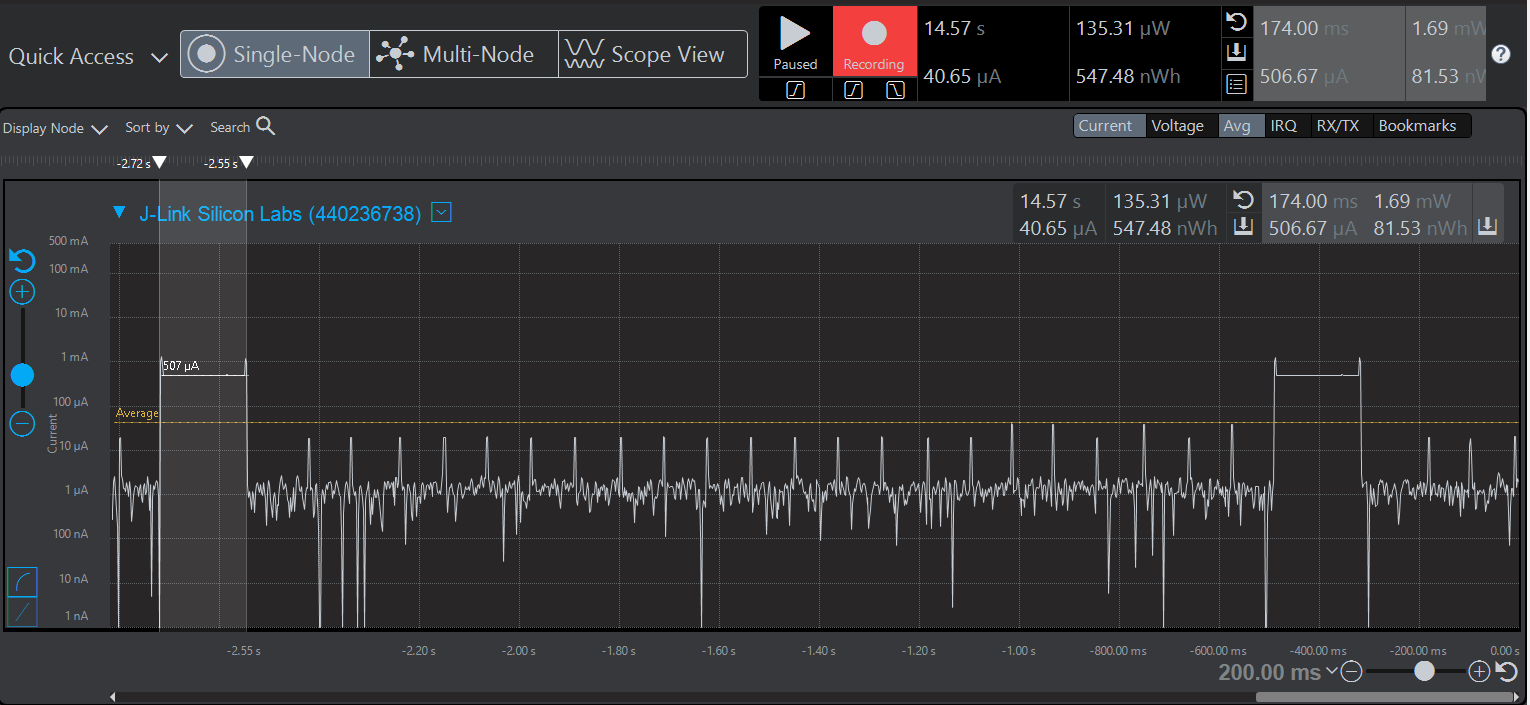 Quick Access Single-Node Multi-Node Scope View
Paused Recording
14.57 s 135.31 µW 174.00 ms 1.69 mW
40.65 µA 547.48 nWh 506.67 µA 81.53 nW
?
Display Node Sort by Search
Current Voltage Avg IRQ RX/TX Bookmarks
-2.72 s -2.55 s
J-Link Silicon Labs (440236738)
14.57 s 135.31 µW 174.00 ms 1.69 mW
40.65 µA 547.48 nWh 506.67 µA 81.53 nWh
500 mA
100 mA
10 mA
1 mA
507 µA
100 µA
Average
Current
10 µA
1 µA
100 nA
10 nA
1 nA
-2.55 s -2.20 s -2.00 s -1.80 s -1.60 s -1.40 s -1.20 s -1.00 s -800.00 ms -600.00 ms -400.00 ms -200.00 ms 0.00 s
200.00 ms